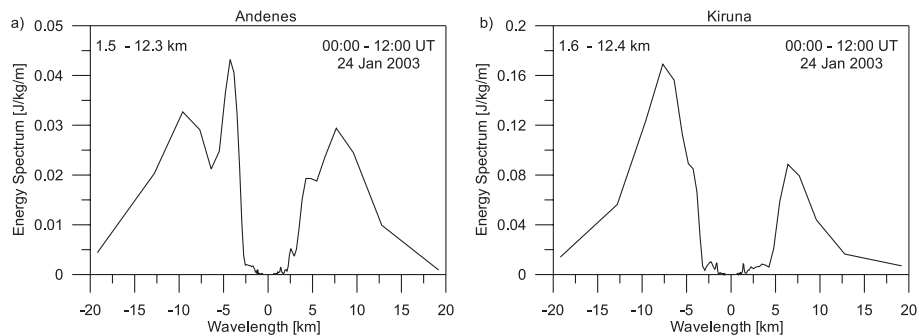 a)
Andenes
1.5 - 12.3 km
00:00 - 12:00 UT
24 Jan 2003
Energy Spectrum [J/kg/m]
0.05
0.04
0.03
0.02
0.01
0
-20 -15 -10 -5 0 5 10 15 20
Wavelength [km]
b)
Kiruna
1.6 - 12.4 km
00:00 - 12:00 UT
24 Jan 2003
Energy Spectrum [J/kg/m]
0.2
0.16
0.12
0.08
0.04
0
-20 -15 -10 -5 0 5 10 15 20
Wavelength [km]